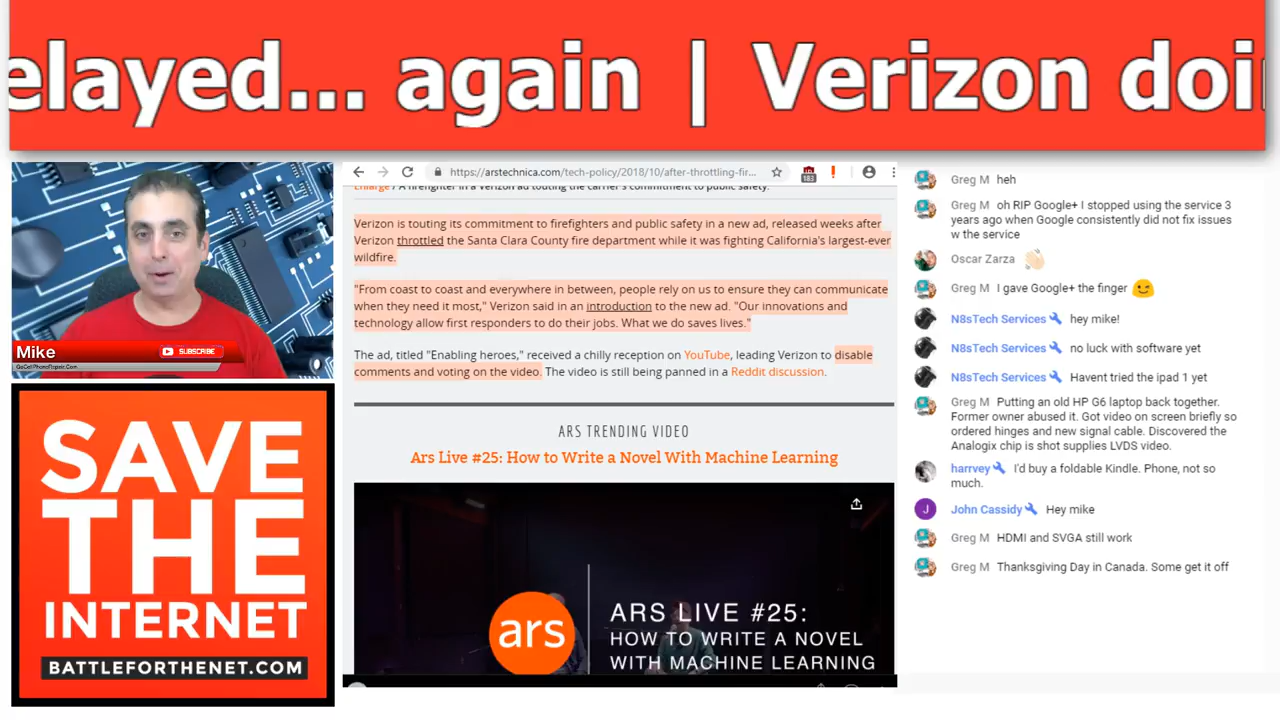 elayed... again | Verizon doi
Mike
SUBSCRIBE
SAVE
THE
INTERNET
BATTLEFORTHENET.COM
https://arstechnica.com/tech-policy/2018/10/after-throttling-fir...
183
Enlarge / A firefighter in a Verizon ad touting the carrier's commitment to public safety.
Verizon is touting its commitment to firefighters and public safety in a new ad, released weeks after
Verizon throttled the Santa Clara County fire department while it was fighting California's largest-ever
wildfire.
"From coast to coast and everywhere in between, people rely on us to ensure they can communicate
when they need it most," Verizon said in an introduction to the new ad. "Our innovations and
technology allow first responders to do their jobs. What we do saves lives."
The ad, titled "Enabling heroes," received a chilly reception on YouTube, leading Verizon to disable
comments and voting on the video. The video is still being panned in a Reddit discussion.
ARS TRENDING VIDEO
Ars Live #25: How to Write a Novel With Machine Learning
ars
ARS LIVE #25:
HOW TO WRITE A NOVEL
WITH MACHINE LEARNING
Greg M heh
Greg M oh RIP Google+ I stopped using the service 3
years ago when Google consistently did not fix issues
w the service
Oscar Zarza 👋🏻
Greg M I gave Google+ the finger 😉
N8sTech Services hey mike!
N8sTech Services no luck with software yet
N8sTech Services Havent tried the ipad 1 yet
Greg M Putting an old HP G6 laptop back together.
Former owner abused it. Got video on screen briefly so
ordered hinges and new signal cable. Discovered the
Analogix chip is shot supplies LVDS video.
harrvey I'd buy a foldable Kindle. Phone, not so
much.
J John Cassidy Hey mike
Greg M HDMI and SVGA still work
Greg M Thanksgiving Day in Canada. Some get it off